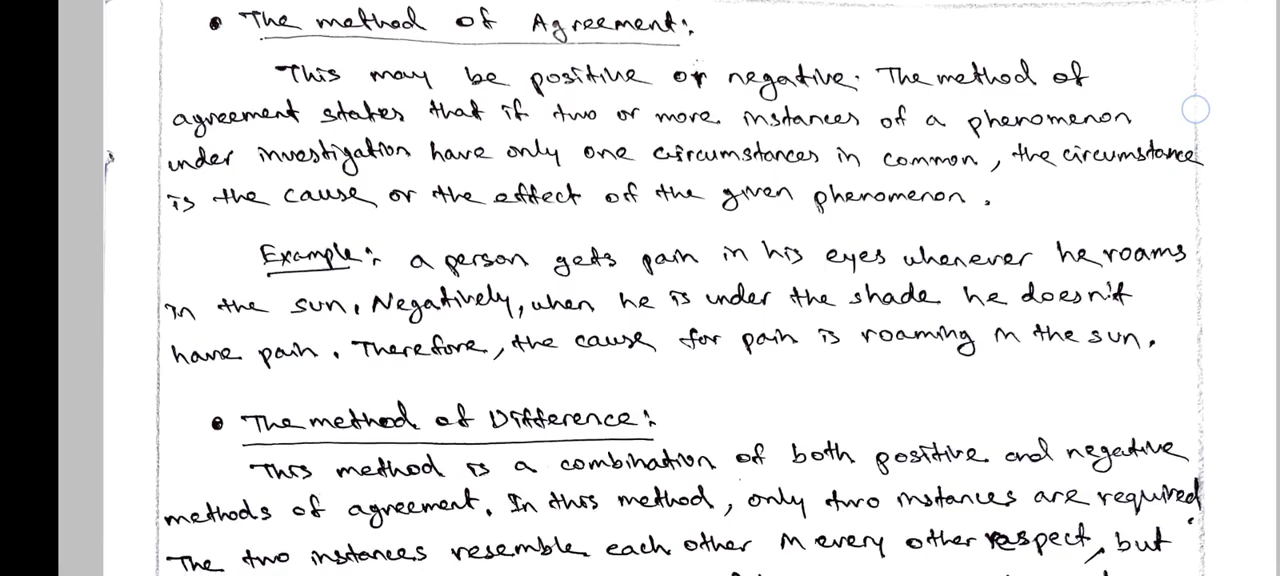 • The method of Agreement:
This may be positive or negative. The method of
agreement states that if two or more instances of a phenomenon
under investigation have only one circumstances in common, the circumstance
is the cause or the effect of the given phenomenon.
Example: a person gets pain in his eyes whenever he roams
in the sun. Negatively, when he is under the shade he doesn't
have pain. Therefore, the cause for pain is roaming in the sun.
• The method of Difference:
This method is a combination of both positive and negative
methods of agreement. In this method, only two instances are required
The two instances resemble each other in every other respect, but